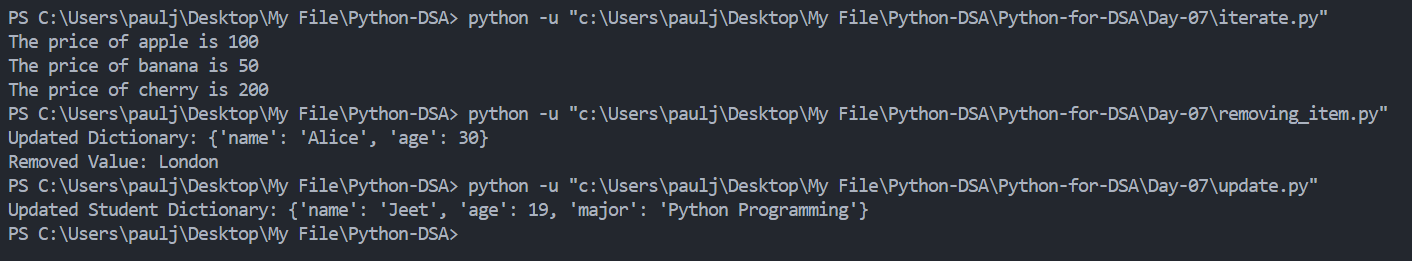 PS C:\Users\paulj\Desktop\My File\Python-DSA> python -u "c:\Users\paulj\Desktop\My File\Python-DSA\Python-for-DSA\Day-07\iterate.py"
The price of apple is 100
The price of banana is 50
The price of cherry is 200
PS C:\Users\paulj\Desktop\My File\Python-DSA> python -u "c:\Users\paulj\Desktop\My File\Python-DSA\Python-for-DSA\Day-07\removing_item.py"
Updated Dictionary: {'name': 'Alice', 'age': 30}
Removed Value: London
PS C:\Users\paulj\Desktop\My File\Python-DSA> python -u "c:\Users\paulj\Desktop\My File\Python-DSA\Python-for-DSA\Day-07\update.py"
Updated Student Dictionary: {'name': 'Jeet', 'age': 19, 'major': 'Python Programming'}
PS C:\Users\paulj\Desktop\My File\Python-DSA>